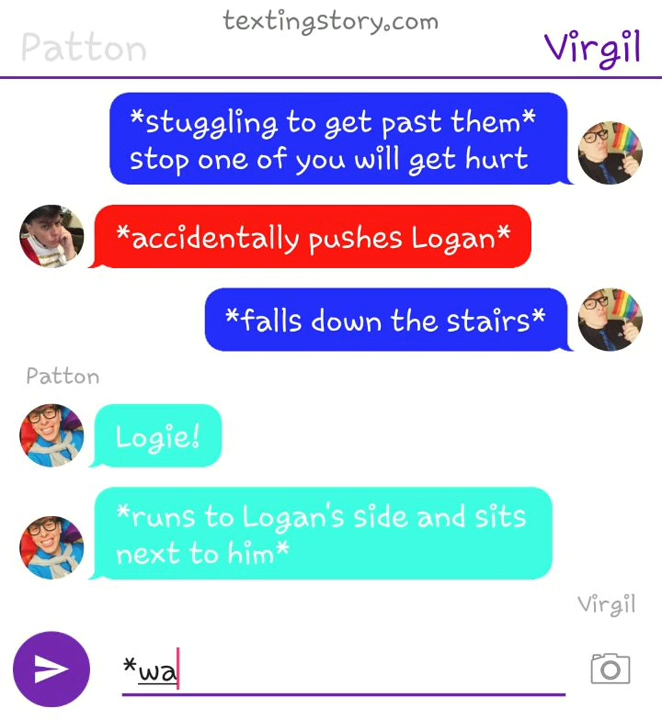 textingstory.com
Patton
Virgil
*stuggling to get past them*
stop one of you will get hurt
*accidentally pushes Logan*
*falls down the stairs*
Patton
Logie!
*runs to Logan's side and sits
next to him*
Virgil
*wa